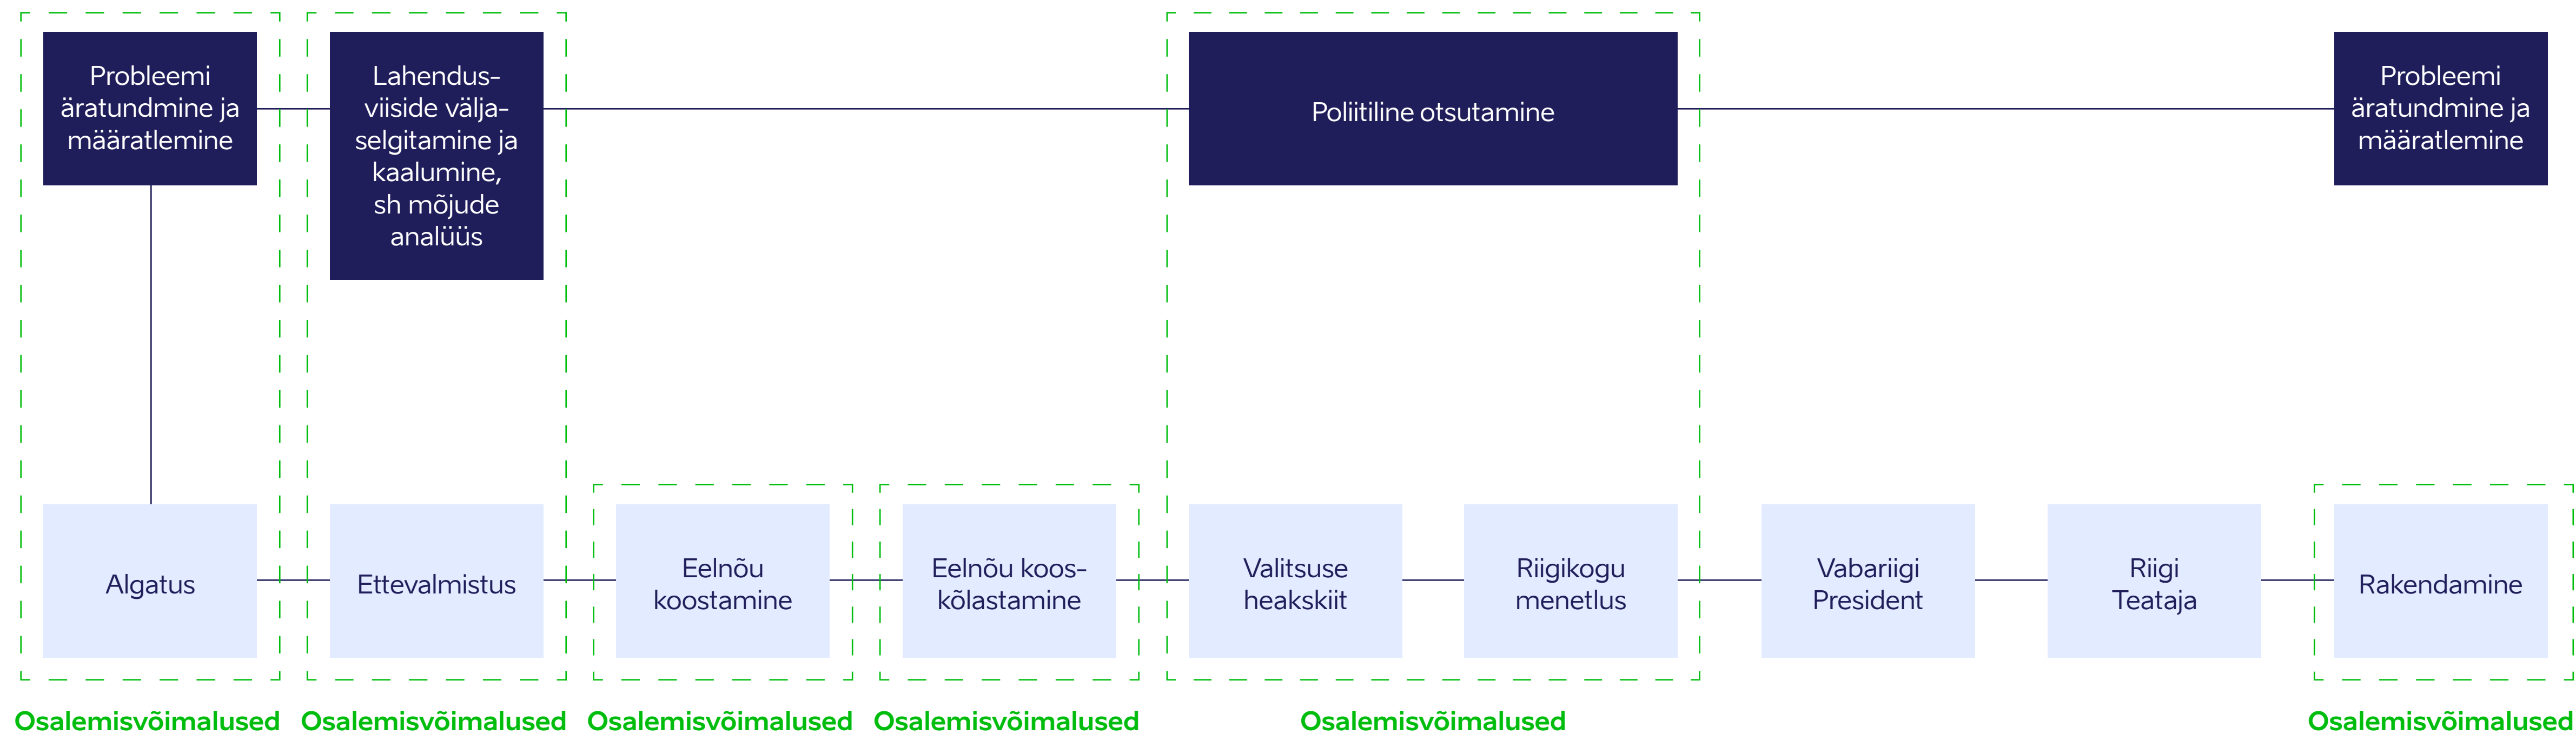 Probleemi
äratundmine ja
määratlemine
Lahendus-
viiside välja-
selgitamine ja
kaalumine,
sh mõjude
analüüs
Poliitiline otsutamine
Probleemi
äratundmine ja
määratlemine
Algatus
Ettevalmistus
Eelnõu
koostamine
Eelnõu koos-
kõlastamine
Valitsuse
heakskiit
Riigikogu
menetlus
Vabariigi
President
Riigi
Teataja
Rakendamine
Osalemisvõimalused
Osalemisvõimalused
Osalemisvõimalused
Osalemisvõimalused
Osalemisvõimalused
Osalemisvõimalused